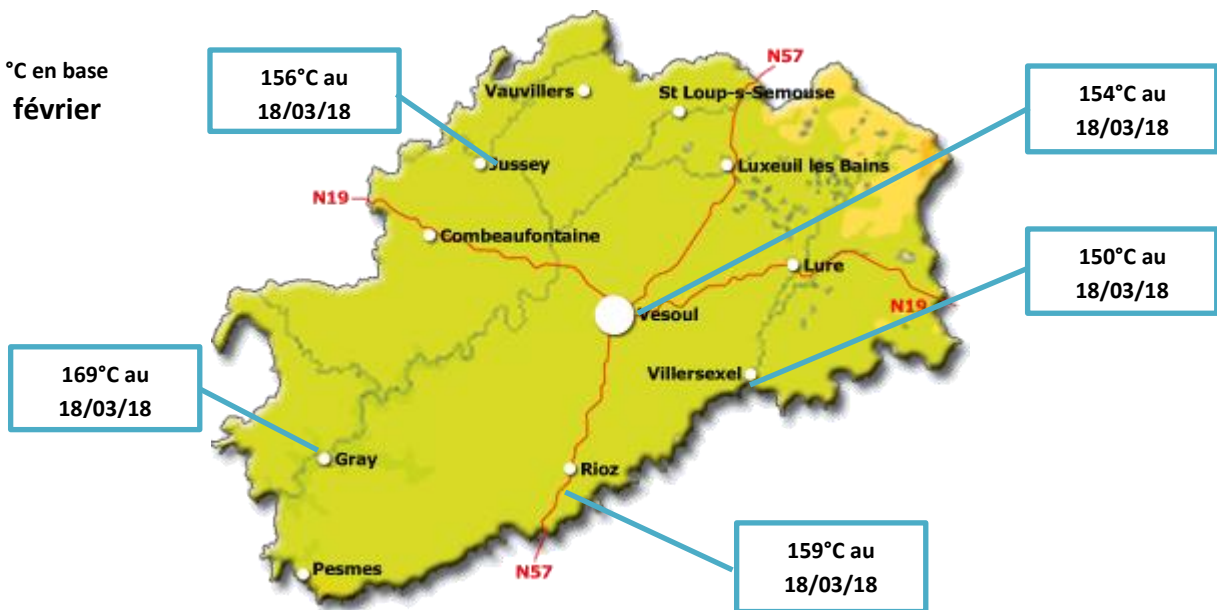 °C en base
février
156°C au
18/03/18
Vauvillers
N57
St Loup-s-Semouse
154°C au
18/03/18
Jussey
Luxeuil les Bains
N19
Combeaufontaine
Lure
150°C au
18/03/18
Vesoul
N19
169°C au
18/03/18
Villersexel
Gray
Rioz
159°C au
18/03/18
Pesmes
N57